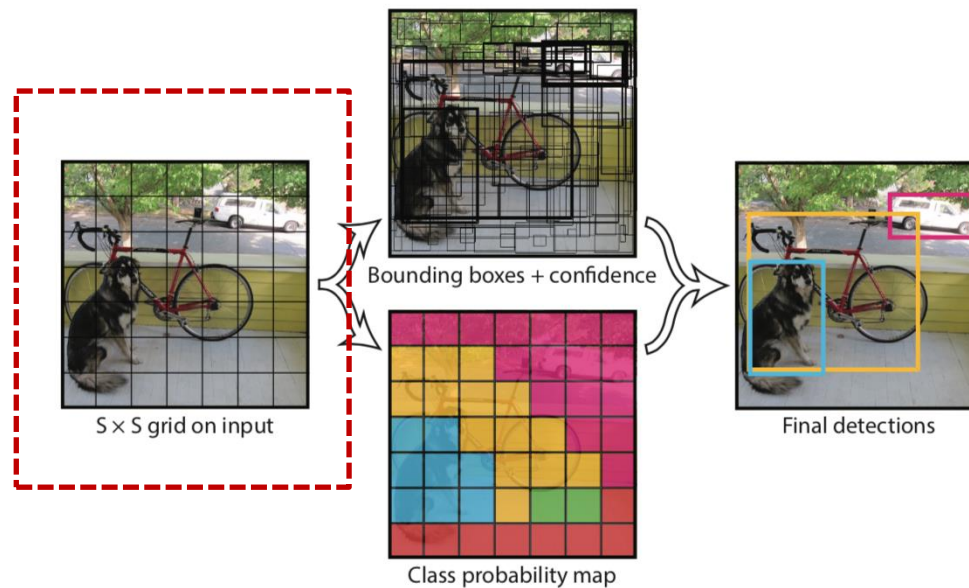 Bounding boxes + confidence
S × S grid on input
Final detections
Class probability map